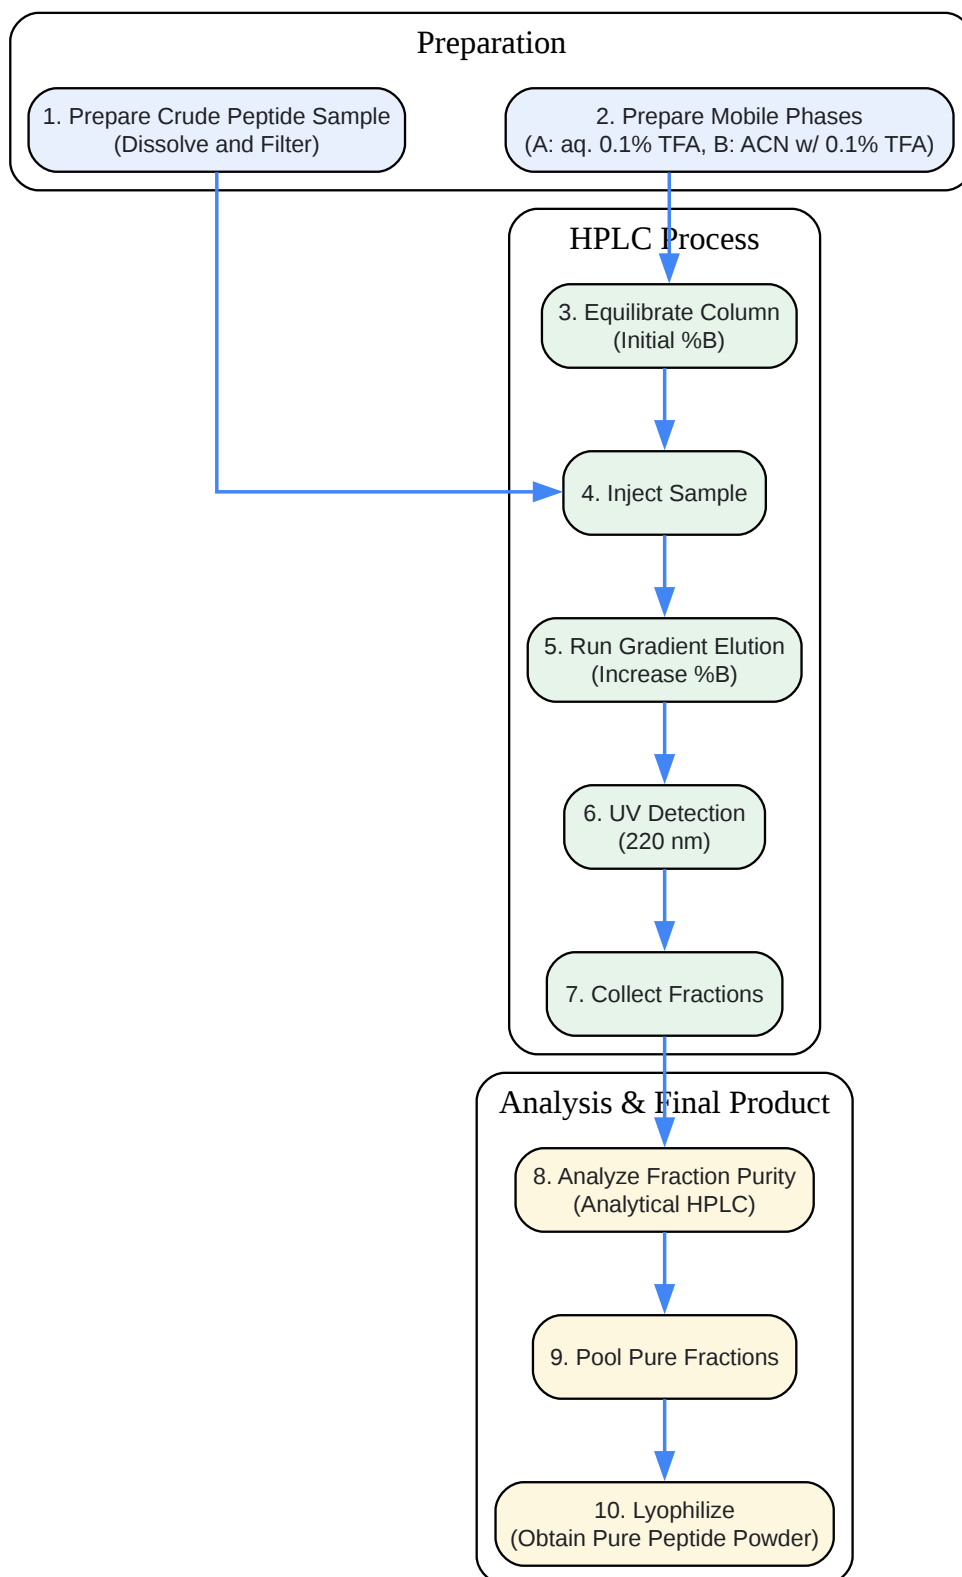 Preparation
1. Prepare Crude Peptide Sample
(Dissolve and Filter)
2. Prepare Mobile Phases
(A: aq. 0.1% TFA, B: ACN w/ 0.1% TFA)
HPLC Process
3. Equilibrate Column
(Initial %B)
4. Inject Sample
5. Run Gradient Elution
(Increase %B)
6. UV Detection
(220 nm)
7. Collect Fractions
Analysis & Final Product
8. Analyze Fraction Purity
(Analytical HPLC)
9. Pool Pure Fractions
10. Lyophilize
(Obtain Pure Peptide Powder)